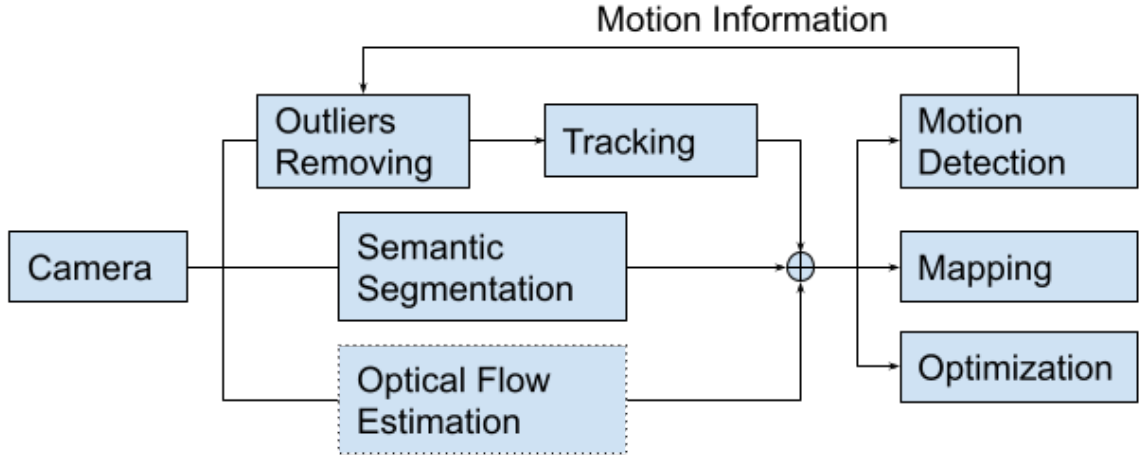 Motion Information
Outliers
Removing
Tracking
Motion
Detection
Camera
Semantic
Segmentation
Mapping
Optical Flow
Estimation
Optimization